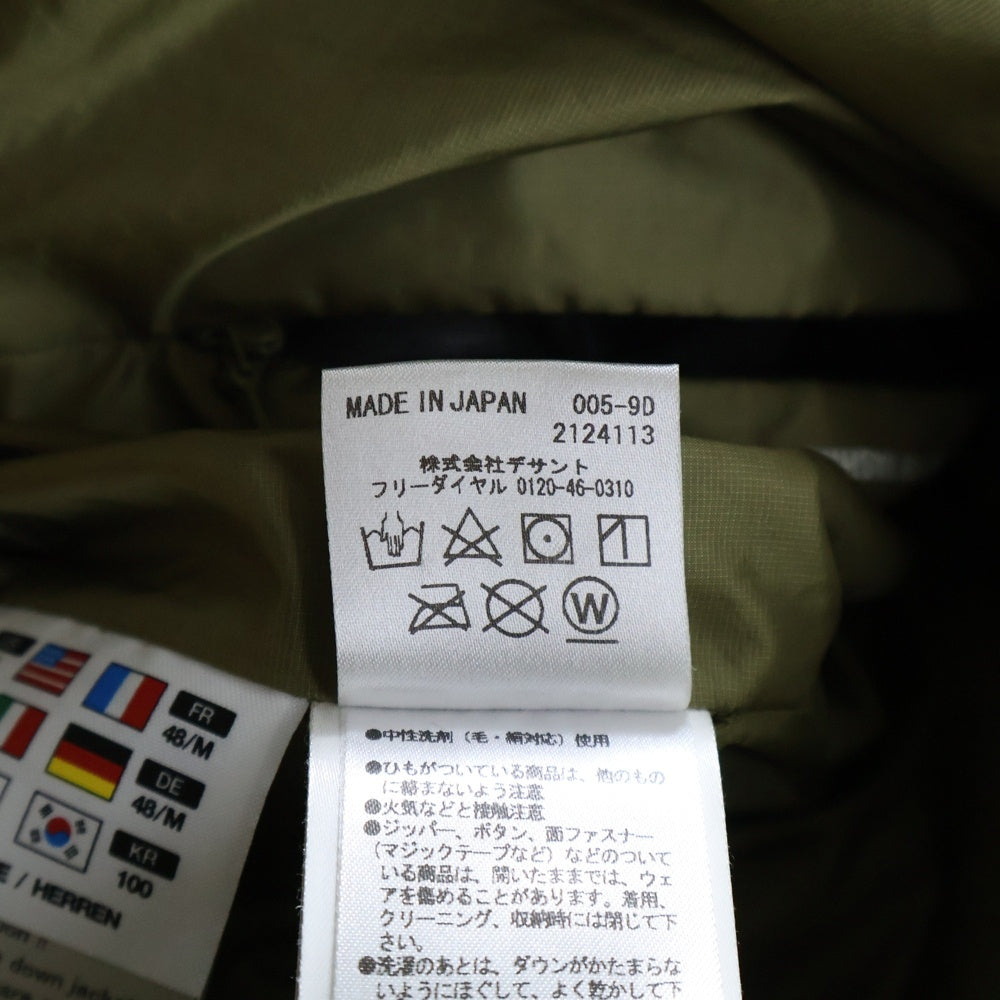 MADE IN JAPAN 005-9D
2124113
株式会社デサント
フリーダイヤル 0120-46-0310
W
●中性洗剤（毛・絹対応）使用
●ひもがついている商品は、他のもの
に絡まないよう注意
●火気などと接触注意
●ジッパー、ボタン、面ファスナー
（マジックテープなど）などのついて
いる商品は、開いたままでは、ウェ
アを傷めることがあります。着用、
クリーニング、収納時には閉じて下
さい。
●洗濯のあとは、ダウンがかたまらな
いようにほぐして、よく乾かして下
FR
48/M
DE
48/M
KR
100
/ HERREN
down